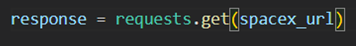 response = requests.get(spacex_url)